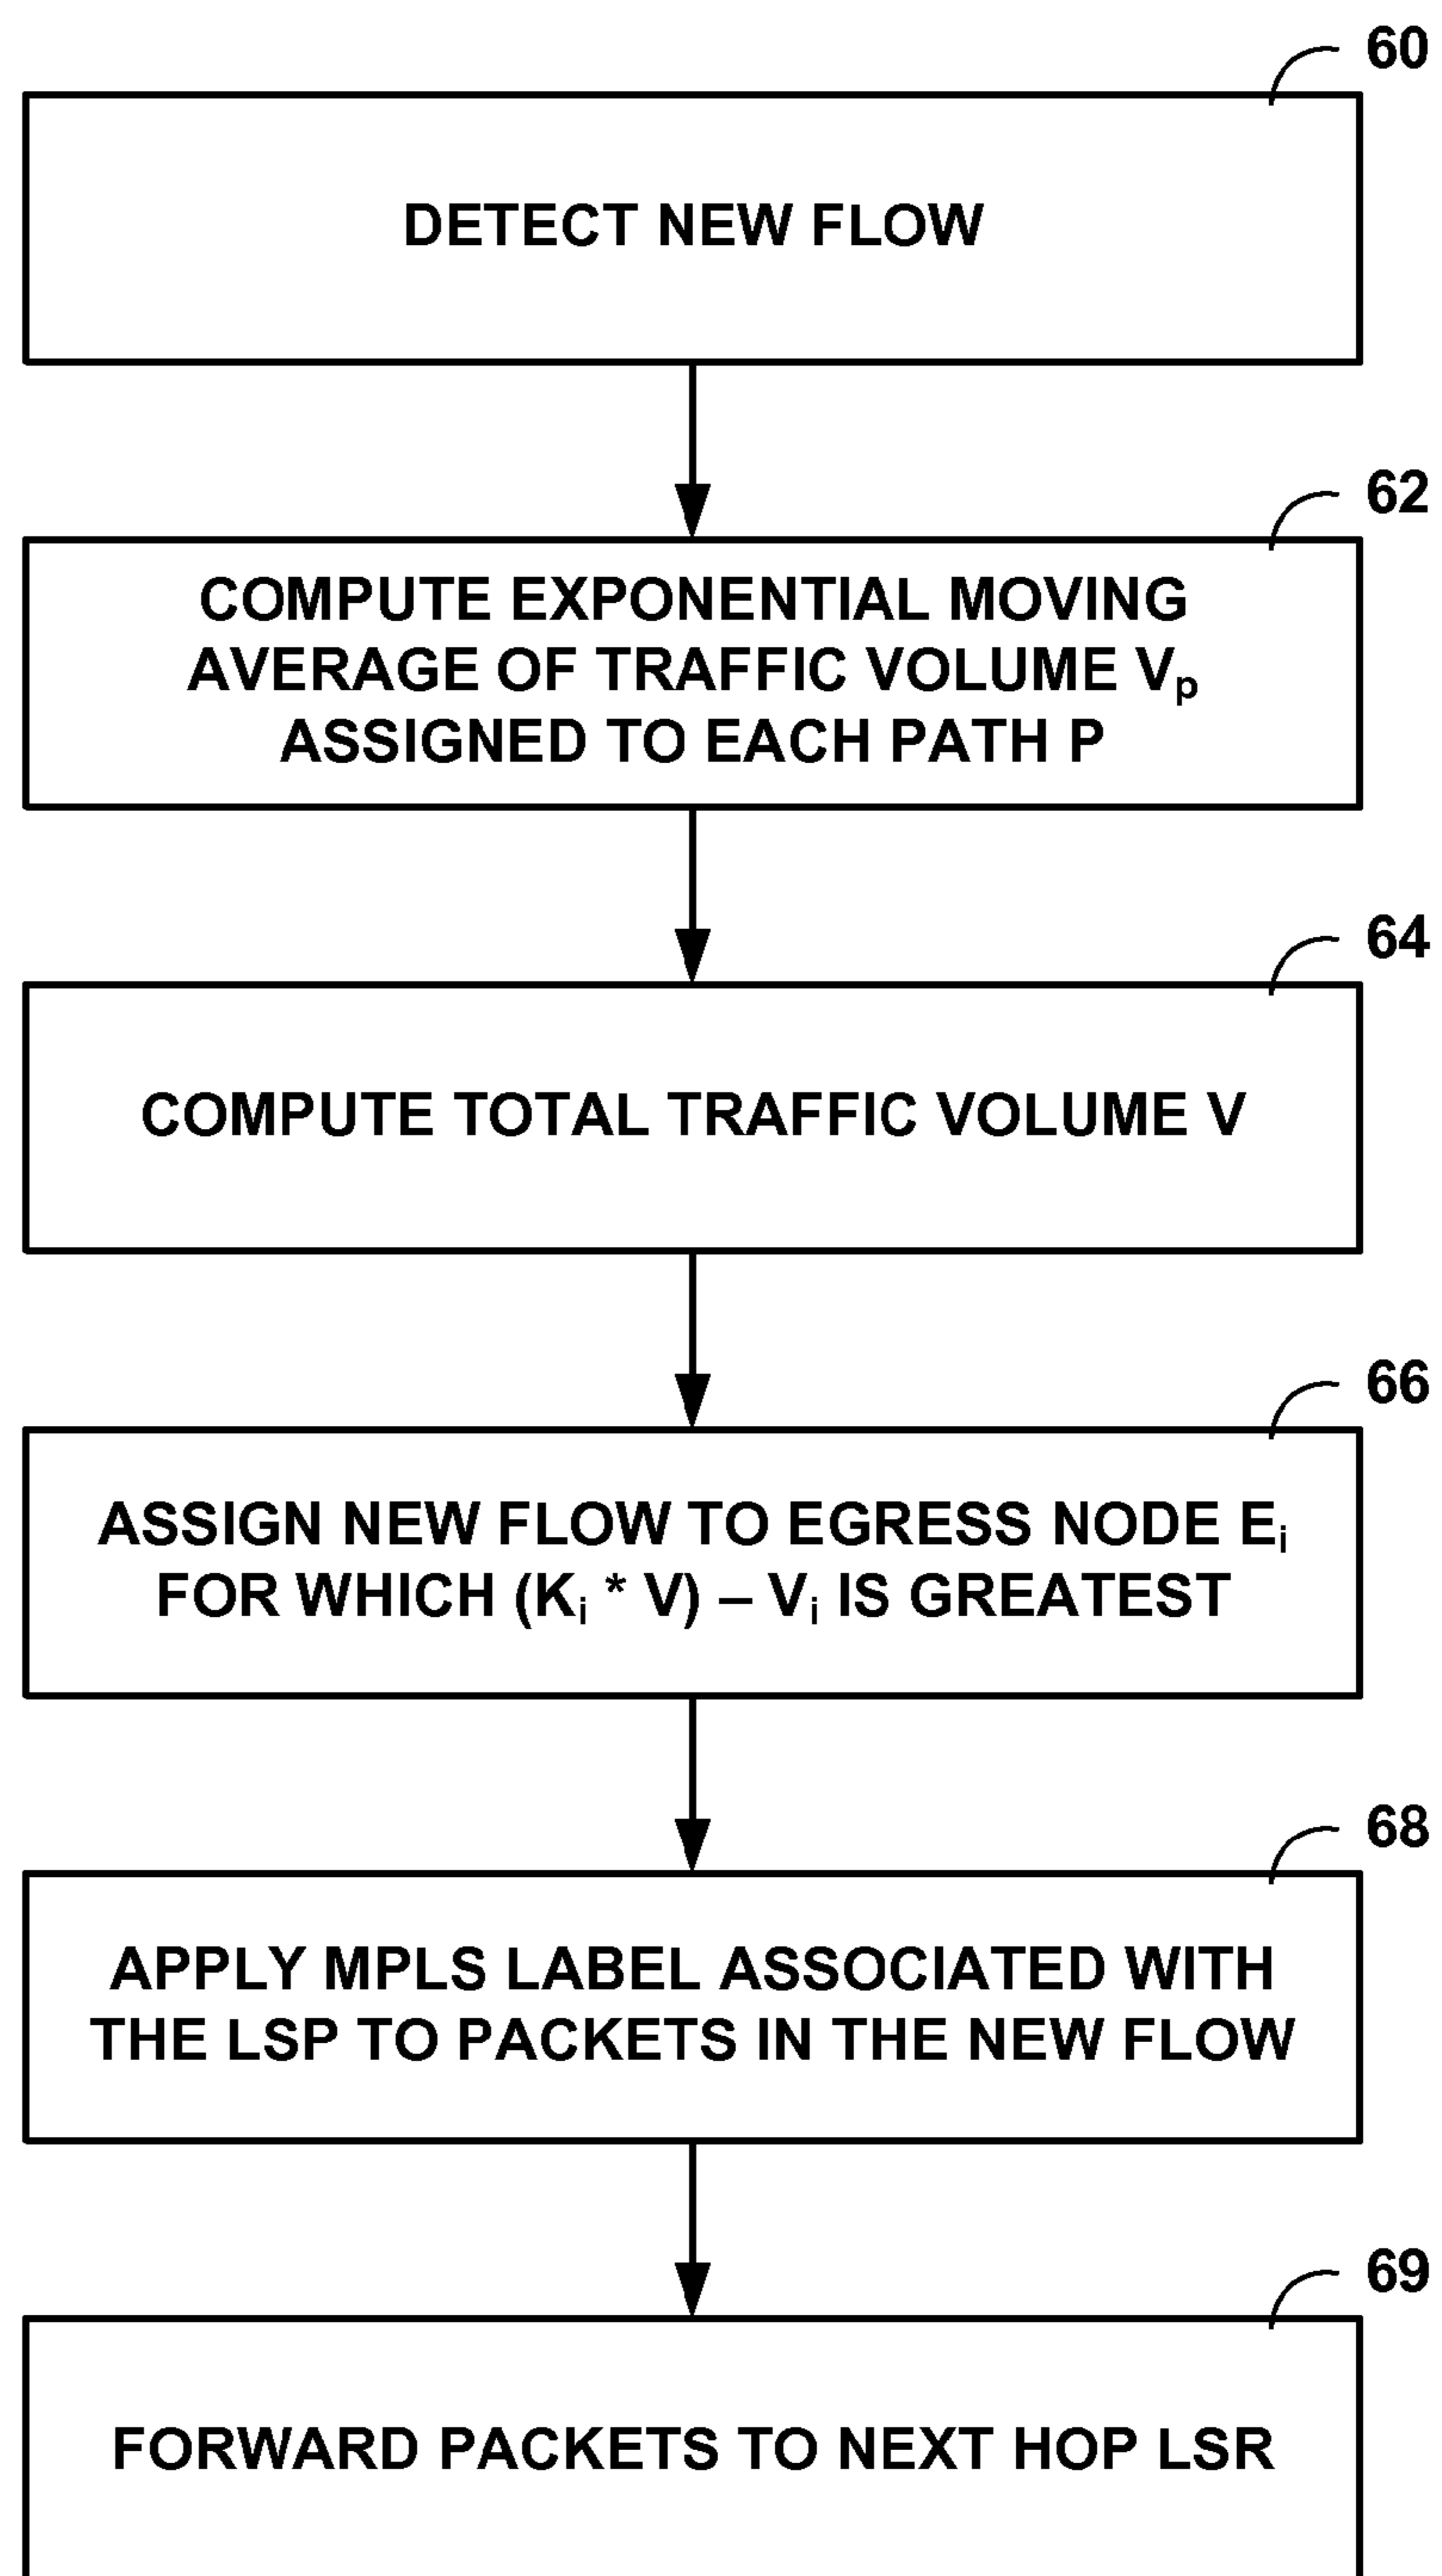 60
DETECT NEW FLOW
62
COMPUTE EXPONENTIAL MOVING
AVERAGE OF TRAFFIC VOLUME Vp
ASSIGNED TO EACH PATH P
64
COMPUTE TOTAL TRAFFIC VOLUME V
66
ASSIGN NEW FLOW TO EGRESS NODE Ei
FOR WHICH (Ki * V) – Vi IS GREATEST
68
APPLY MPLS LABEL ASSOCIATED WITH
THE LSP TO PACKETS IN THE NEW FLOW
69
FORWARD PACKETS TO NEXT HOP LSR